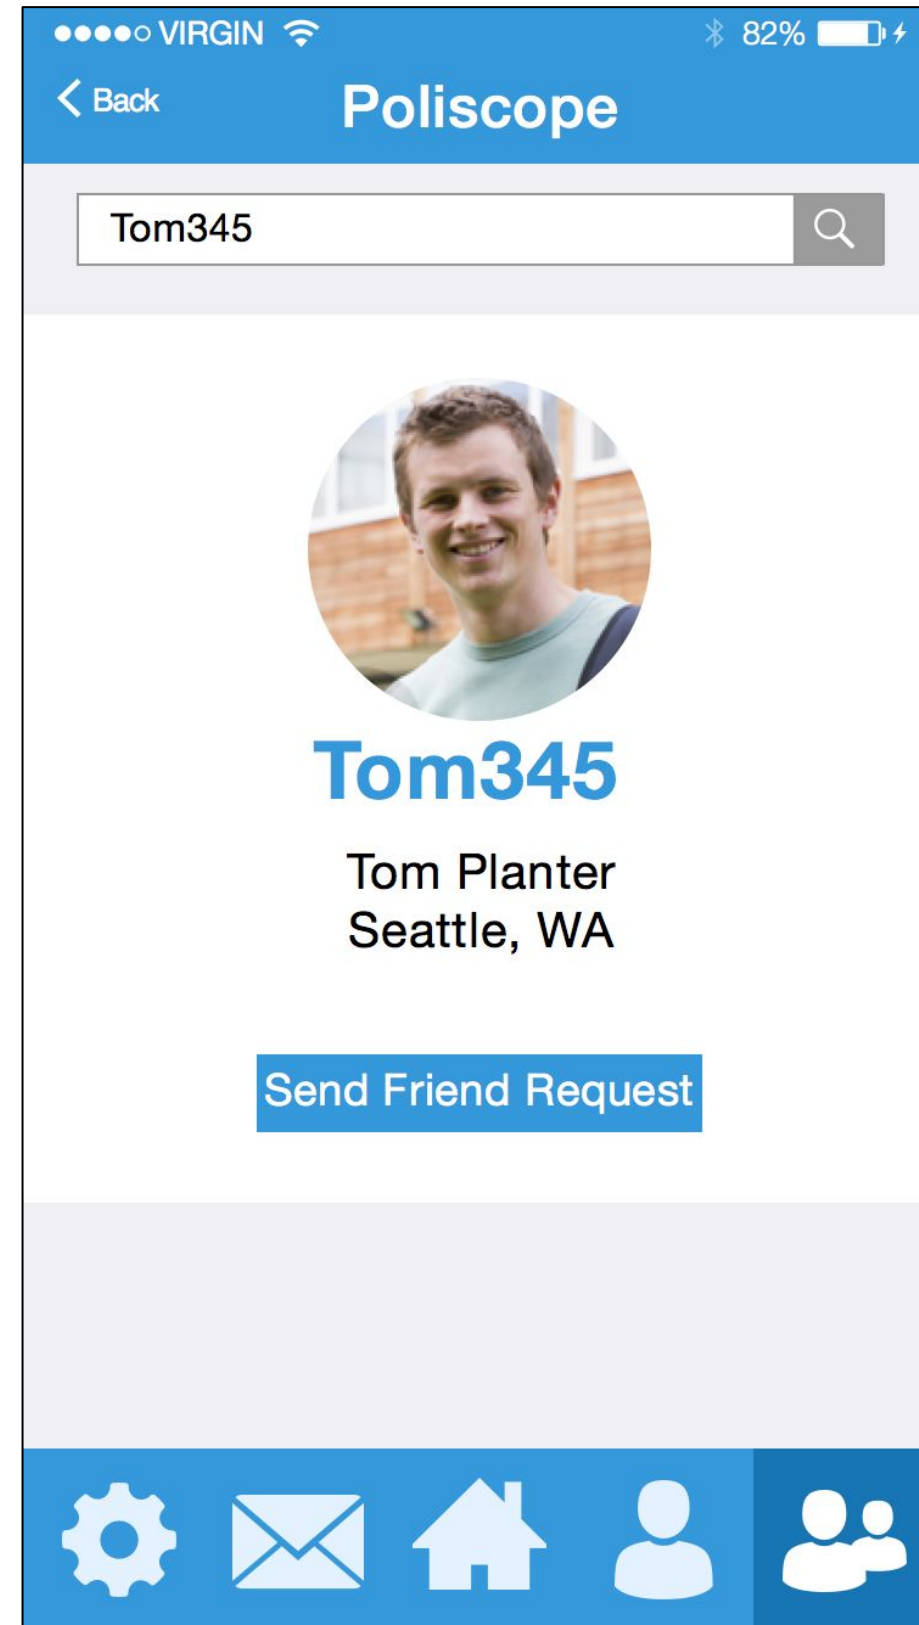 VIRGIN 82%
Back Poliscope
Tom345
Tom345
Tom Planter
Seattle, WA
Send Friend Request